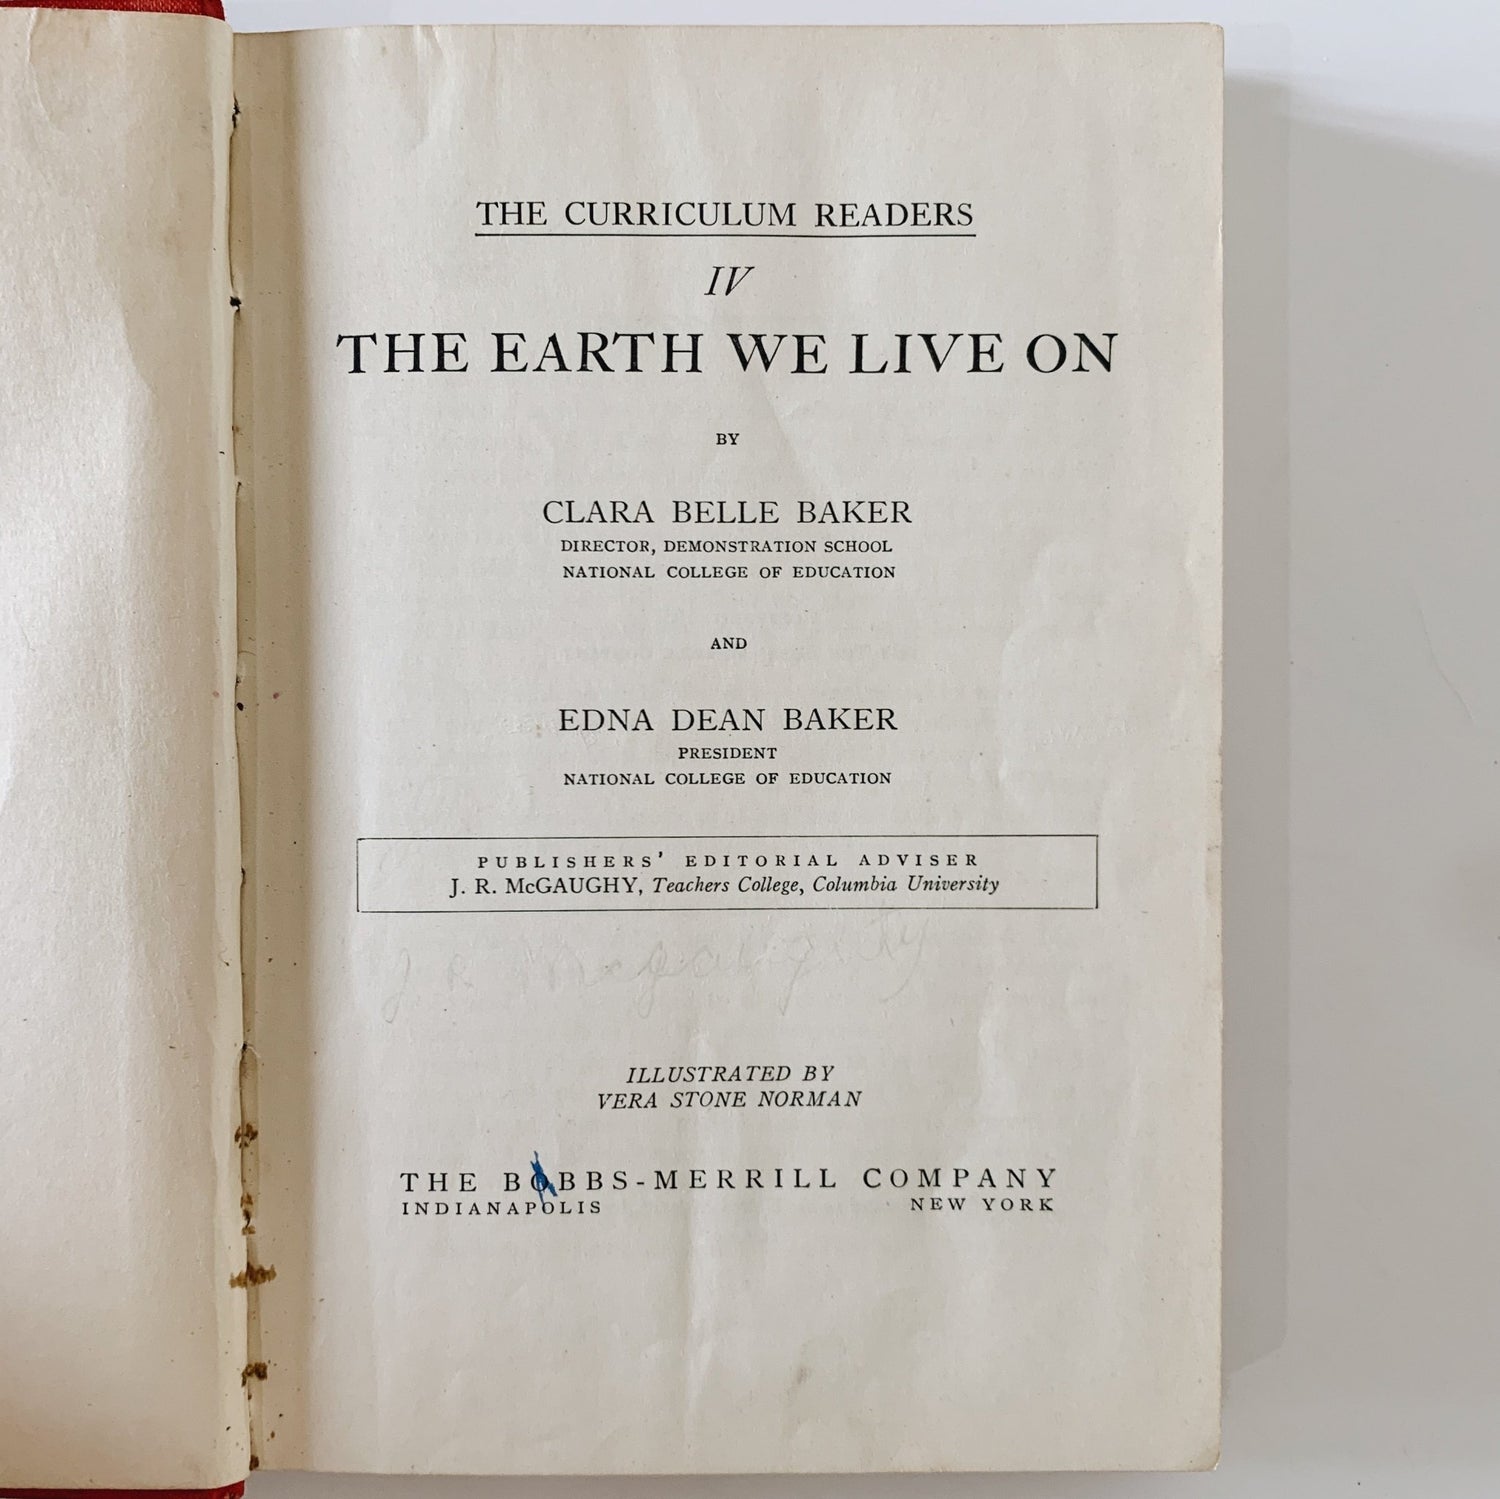 THE CURRICULUM READERS
IV
THE EARTH WE LIVE ON
BY
CLARA BELLE BAKER
DIRECTOR, DEMONSTRATION SCHOOL
NATIONAL COLLEGE OF EDUCATION
AND
EDNA DEAN BAKER
PRESIDENT
NATIONAL COLLEGE OF EDUCATION
PUBLISHERS' EDITORIAL ADVISER
J. R. McGAUGHY, Teachers College, Columbia University
J. R.
ILLUSTRATED BY
VERA STONE NORMAN
THE BOBBS-MERRILL COMPANY
INDIANAPOLIS NEW YORK